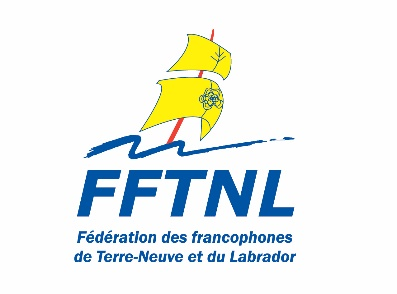 FFTNL
Fédération des francophones
de Terre-Neuve et du Labrador